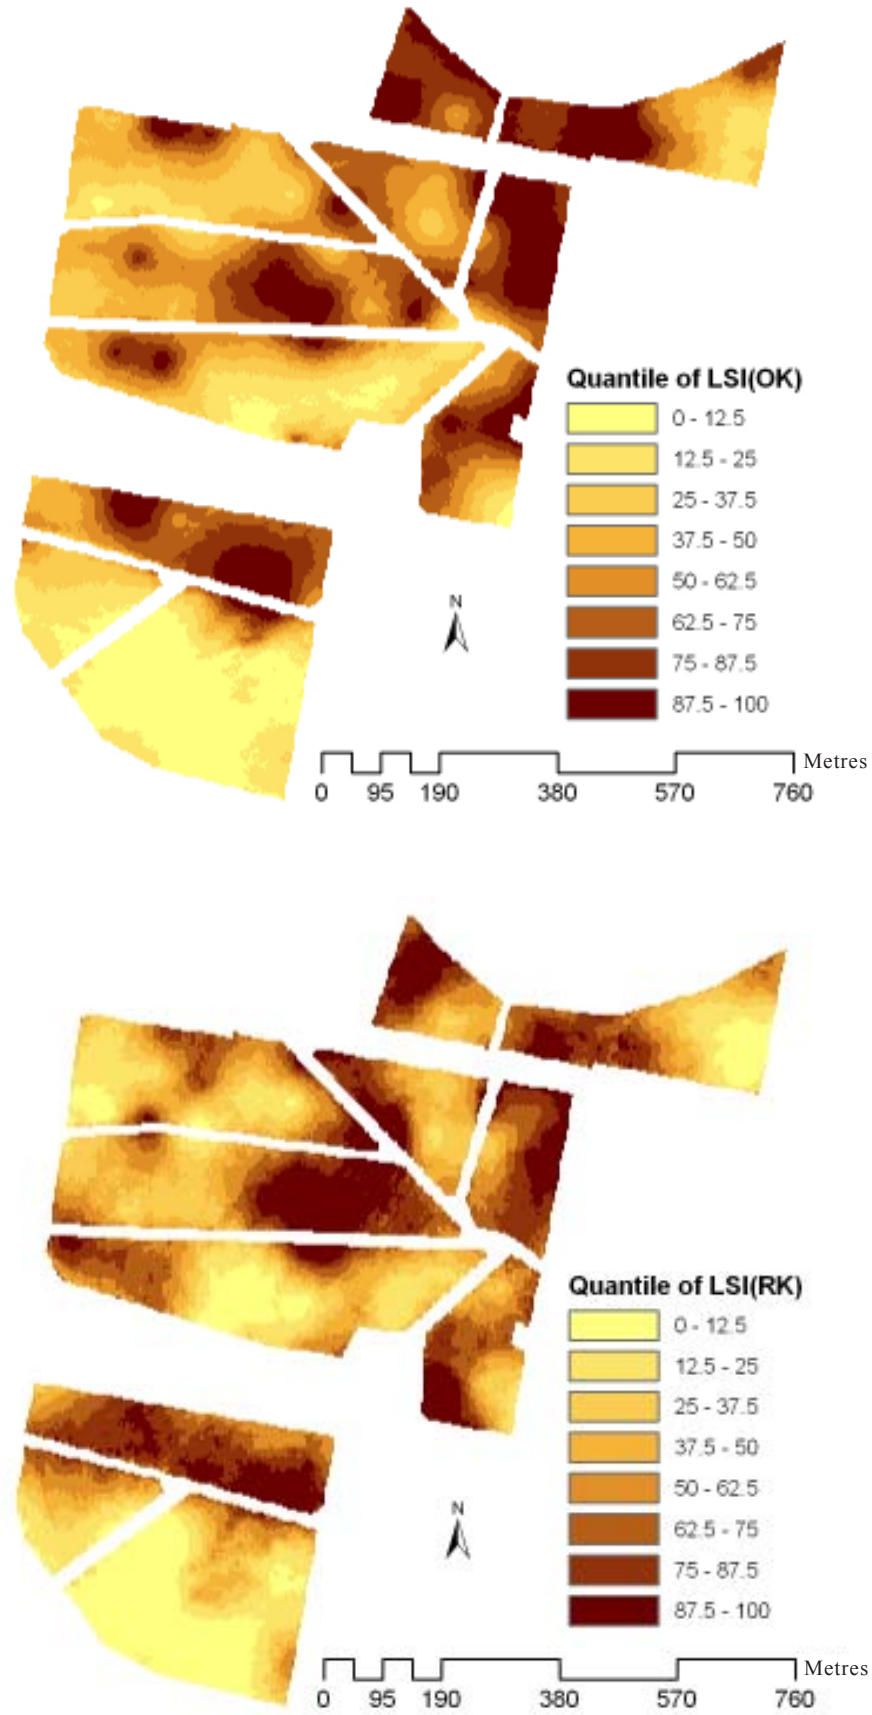 Quantile of LSI(OK)
0 - 12.5
12.5 - 25
25 - 37.5
37.5 - 50
50 - 62.5
62.5 - 75
75 - 87.5
87.5 - 100
N
Metres
0 95 190 380 570 760
Quantile of LSI(RK)
0 - 12.5
12.5 - 25
25 - 37.5
37.5 - 50
50 - 62.5
62.5 - 75
75 - 87.5
87.5 - 100
N
Metres
0 95 190 380 570 760